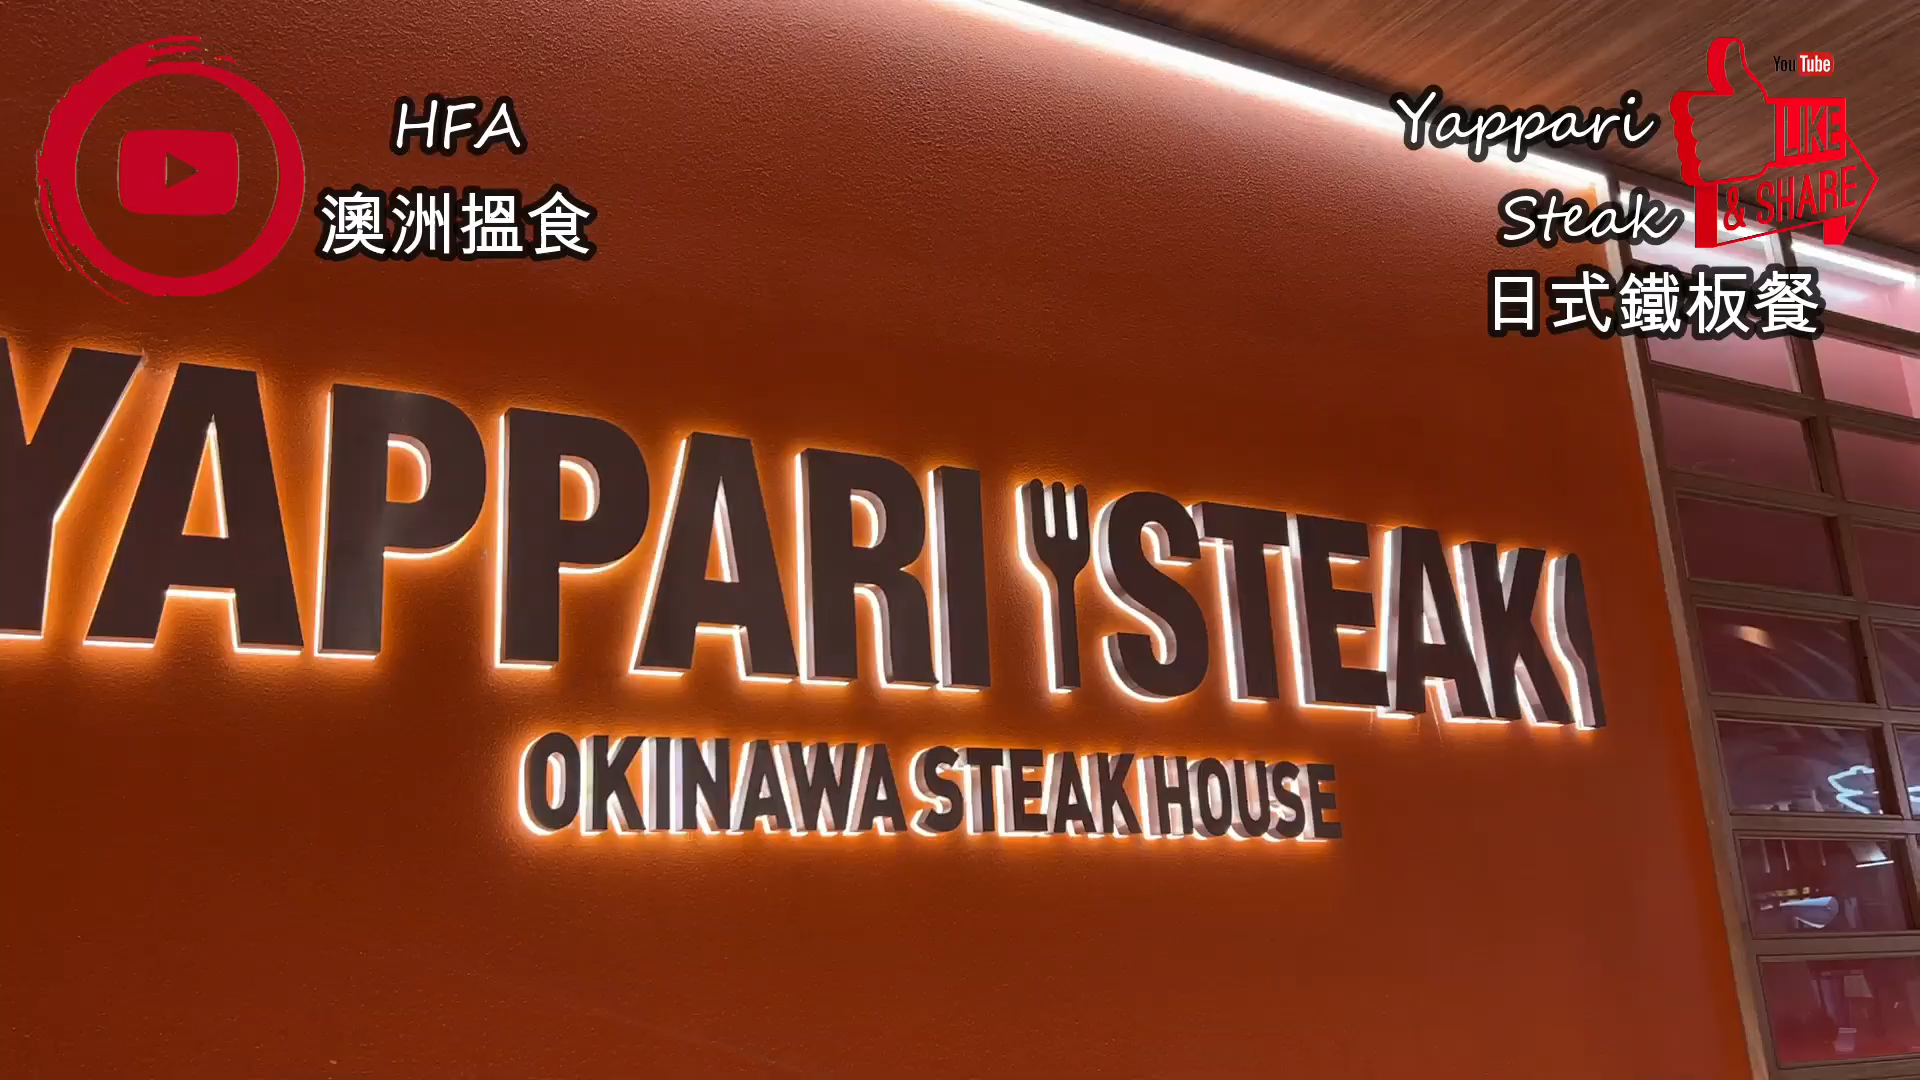 HFA
澳洲搵食
Yappari
Steak
日式鐵板餐
You Tube
LIKE
& SHARE
YAPPARI STEAK
OKINAWA STEAK HOUSE